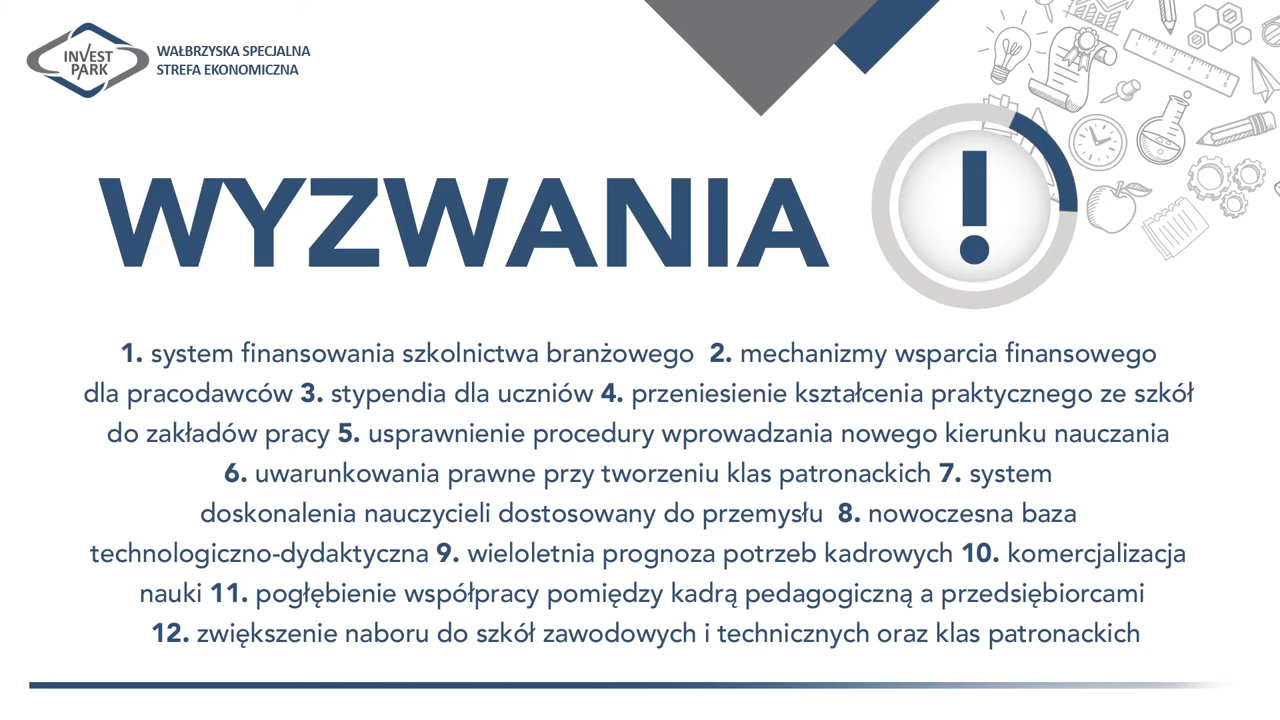 INVEST
PARK
WAŁBRZYSKA SPECJALNA
STREFA EKONOMICZNA
WYZWANIA
!
1. system finansowania szkolnictwa branżowego 2. mechanizmy wsparcia finansowego
dla pracodawców 3. stypendia dla uczniów 4. przeniesienie kształcenia praktycznego ze szkół
do zakładów pracy 5. usprawnienie procedury wprowadzania nowego kierunku nauczania
6. uwarunkowania prawne przy tworzeniu klas patronackich 7. system
doskonalenia nauczycieli dostosowany do przemysłu 8. nowoczesna baza
technologiczno-dydaktyczna 9. wieloletnia prognoza potrzeb kadrowych 10. komercjalizacja
nauki 11. pogłębienie współpracy pomiędzy kadrą pedagogiczną a przedsiębiorcami
12. zwiększenie naboru do szkół zawodowych i technicznych oraz klas patronackich